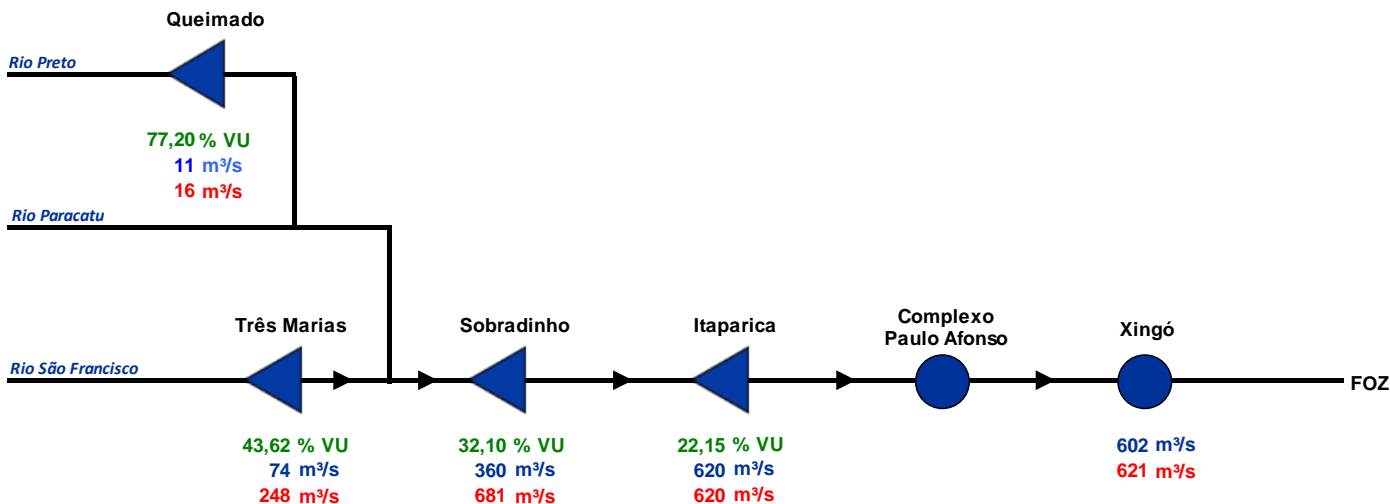 Queimado
Rio Preto
77,20 % VU
11 m³/s
16 m³/s
Rio Paracatu
Três Marias
Sobradinho
Itaparica
Complexo
Paulo Afonso
Xingó
Rio São Francisco
FOZ
43,62 % VU
74 m³/s
248 m³/s
32,10 % VU
360 m³/s
681 m³/s
22,15 % VU
620 m³/s
620 m³/s
602 m³/s
621 m³/s